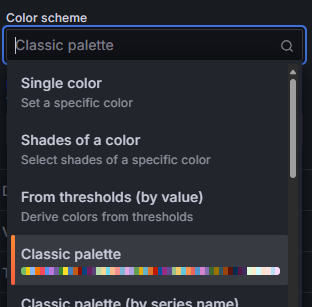 Color scheme
Classic palette
Single color
Set a specific color
Shades of a color
Select shades of a specific color
From thresholds (by value)
Derive colors from thresholds
Classic palette
Classic palette (by series name)